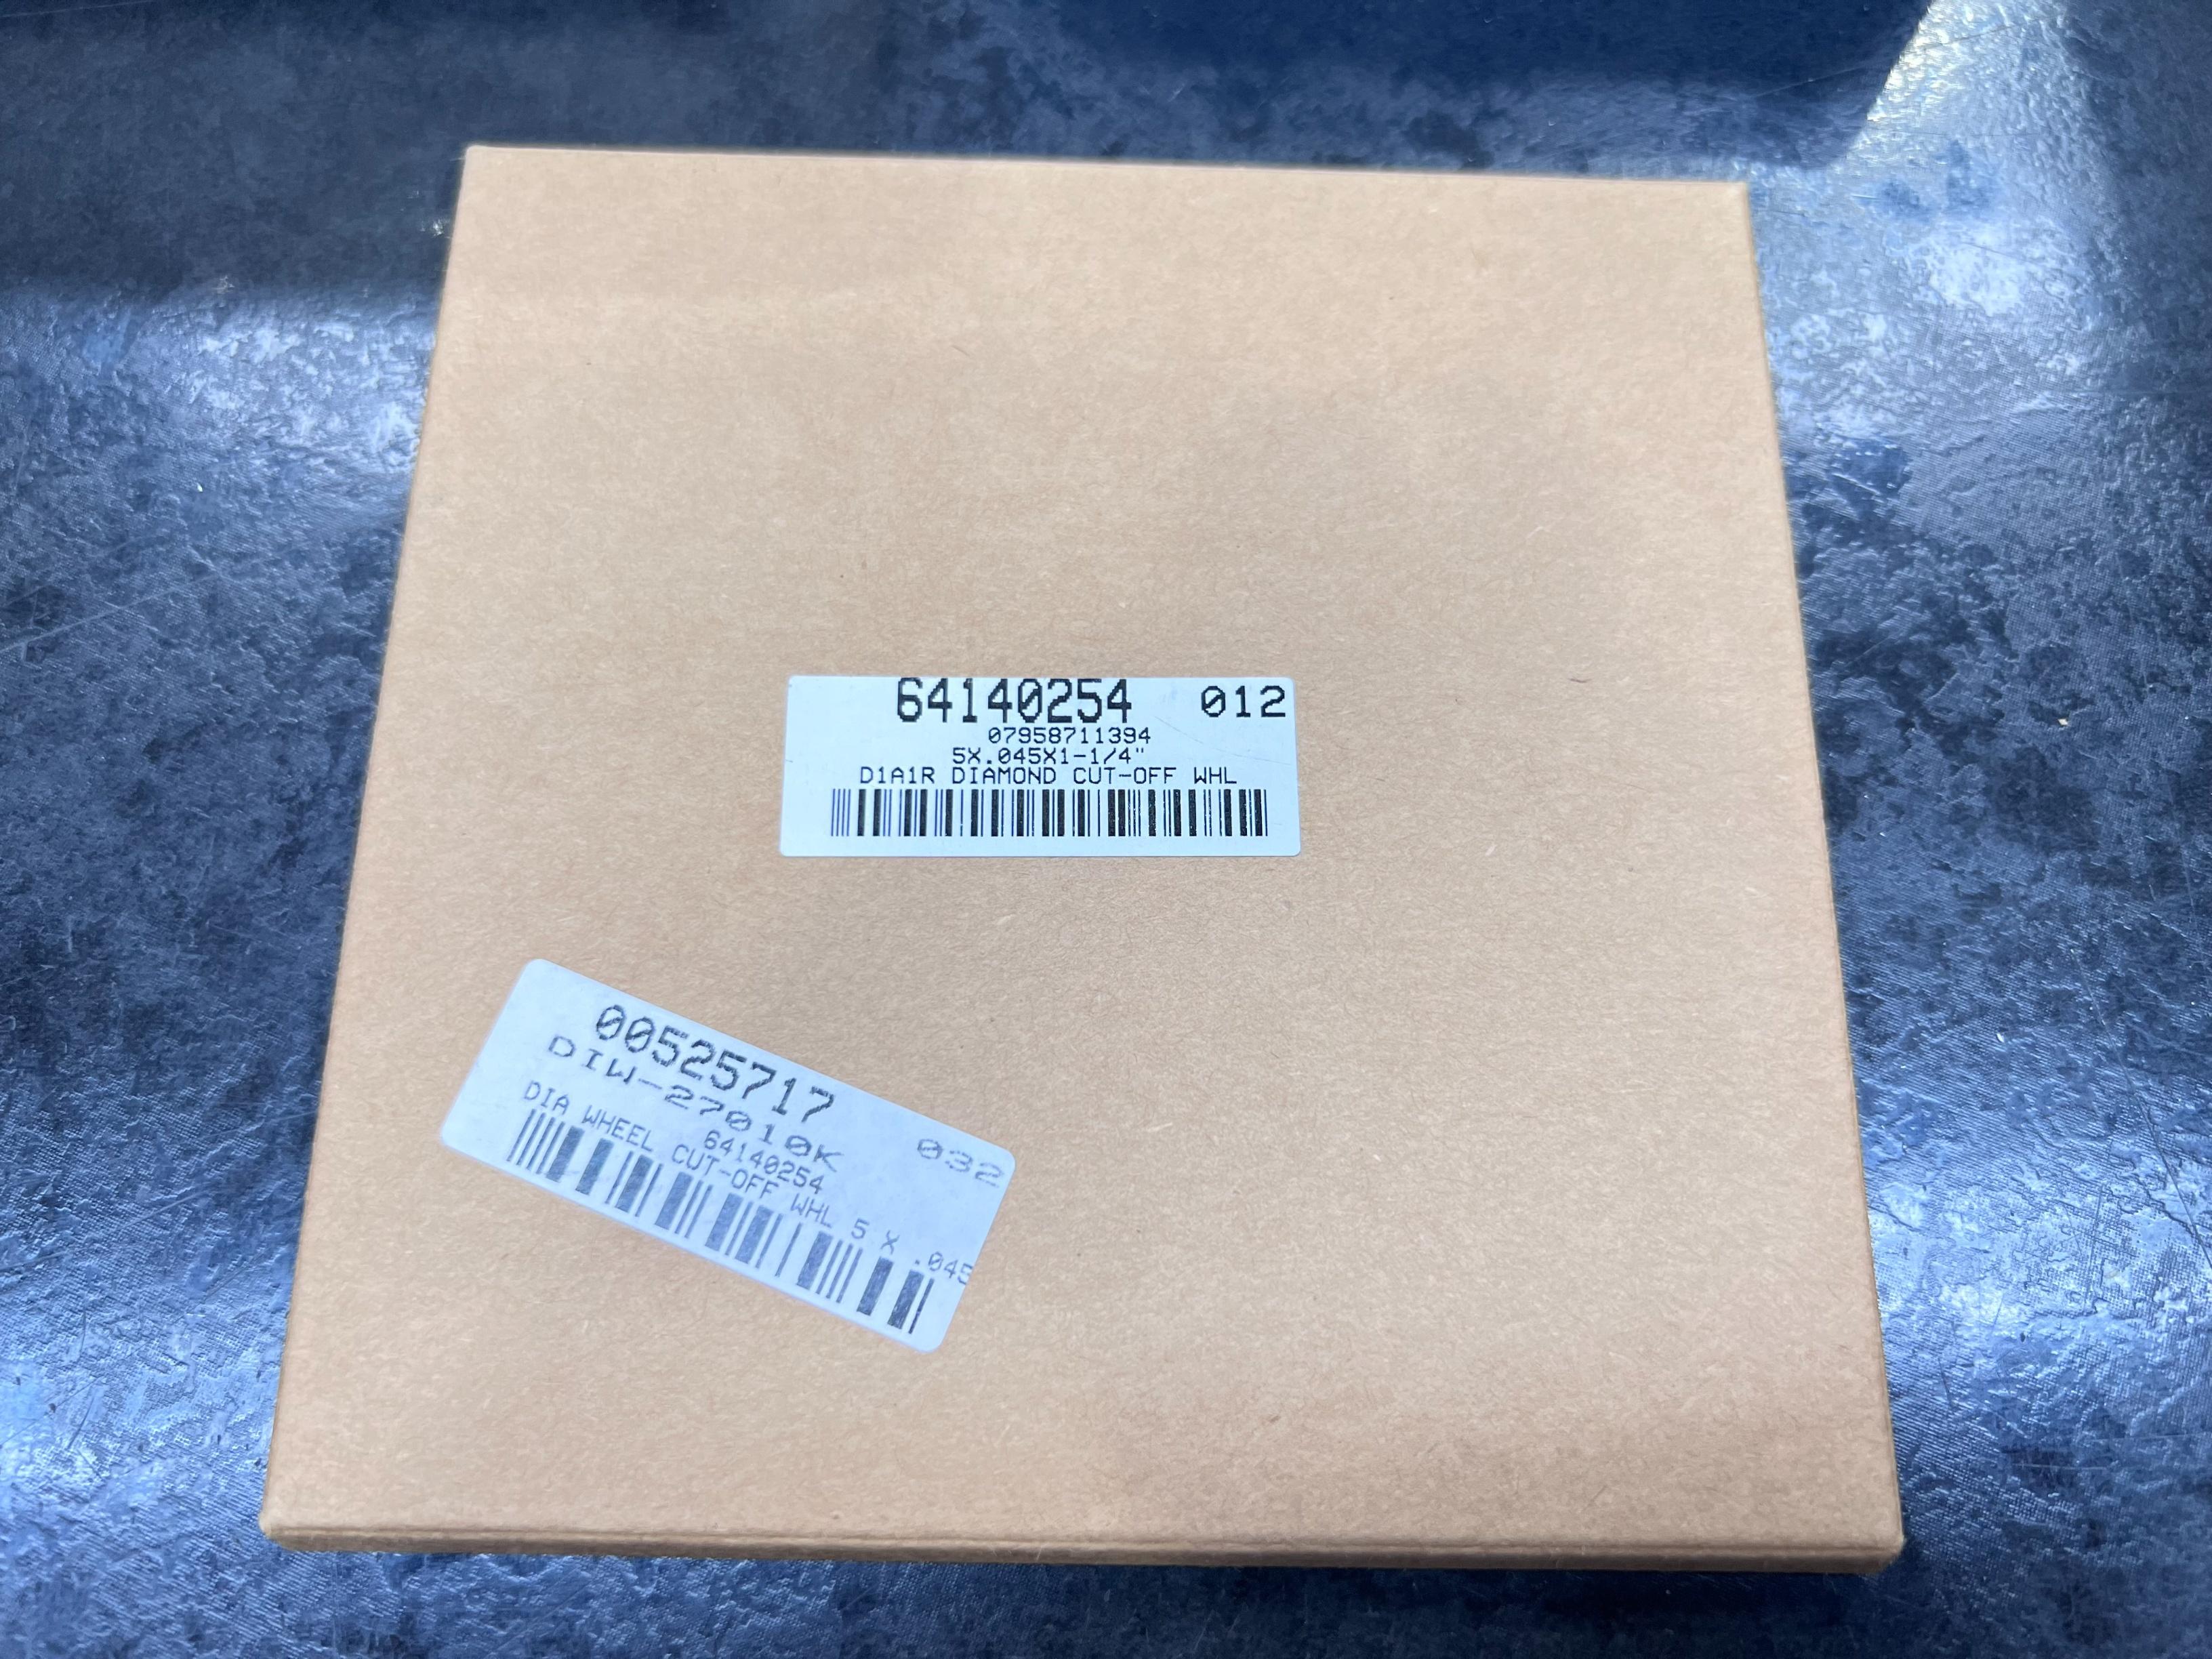 64140254 012
07958711394
5X.045X1-1/4"
D1A1R DIAMOND CUT-OFF WHL
00525717
DIW-27010K 032
64140254
DIA WHEEL CUT-OFF WHL 5 X .045